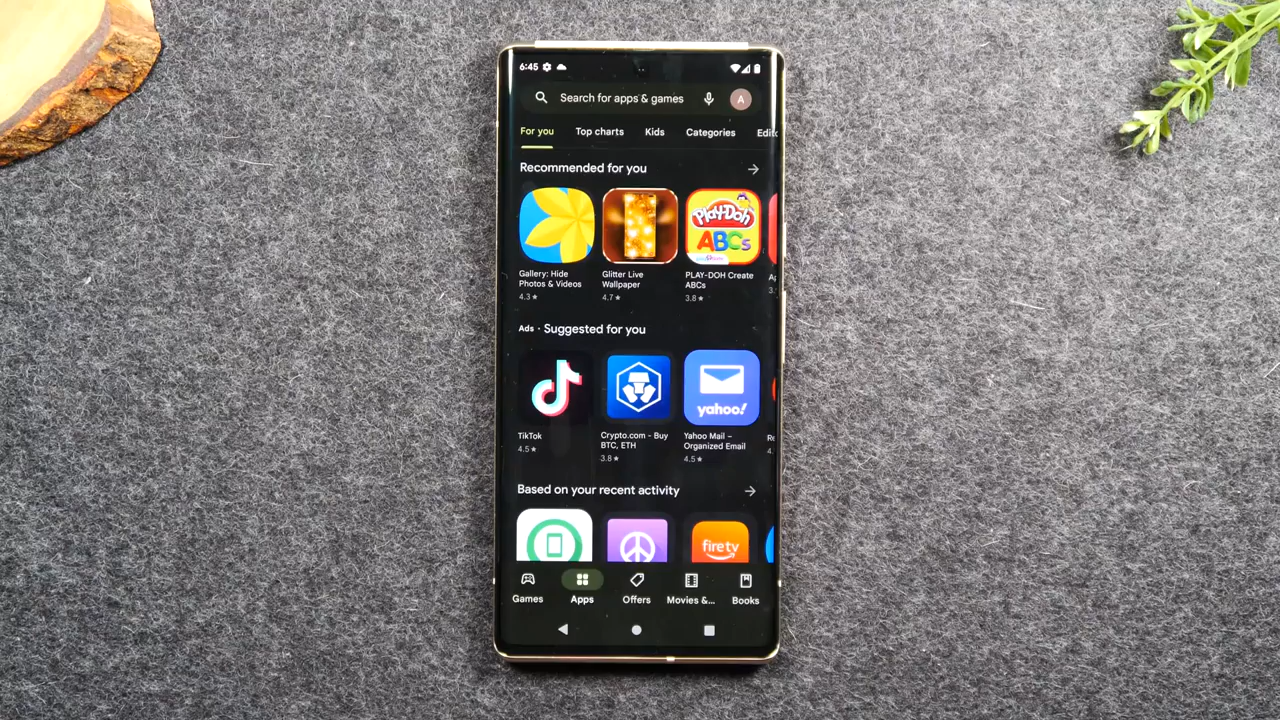 6:45
Search for apps & games
A
For you Top charts Kids Categories
Recommended for you
PLAY-DOH
ABCs
Gallery: Hide
Photos & Videos
4.3★
Glitter Live
Wallpaper
4.7★
PLAY-DOH Create
ABCs
3.8★
Ads · Suggested for you
yahoo!
TikTok
4.5★
Crypto.com - Buy
BTC, ETH
3.8★
Yahoo Mail –
Organized Email
4.5★
Based on your recent activity
firetv
Games Apps Offers Movies &... Books